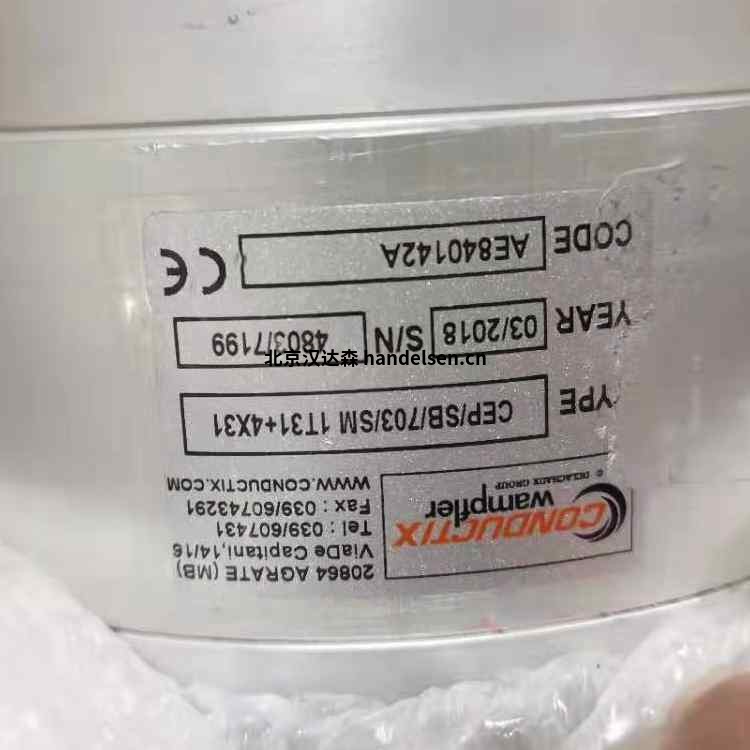 CONDUCTIX
wampfler
© DELACHAUX GROUP
20864 AGRATE (MB)
ViaDe Capitani,14/16
Tel : 039/607431
Fax : 039/60743291
WWW.CONDUCTIX.COM
YPE CEP/SB/703/SM 1T31+4X31
YEAR 03/2018 S/N 4803/7199
CODE AE840142A CE
北京汉达森 handelsen.cn